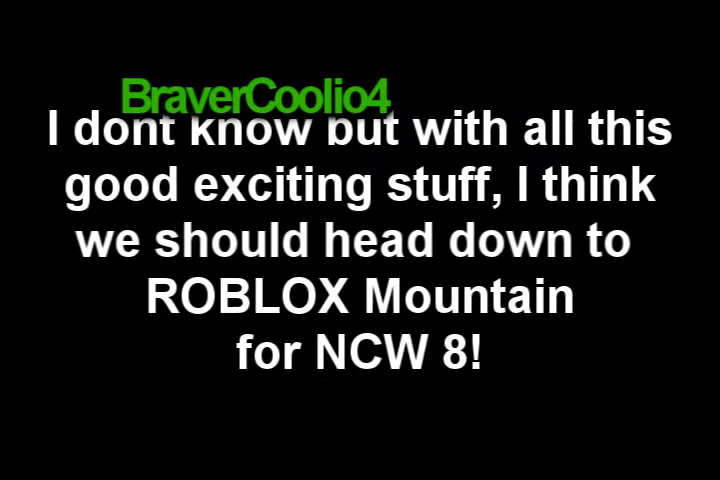 BraverCoolio4
I dont know but with all this
good exciting stuff, I think
we should head down to
ROBLOX Mountain
for NCW 8!